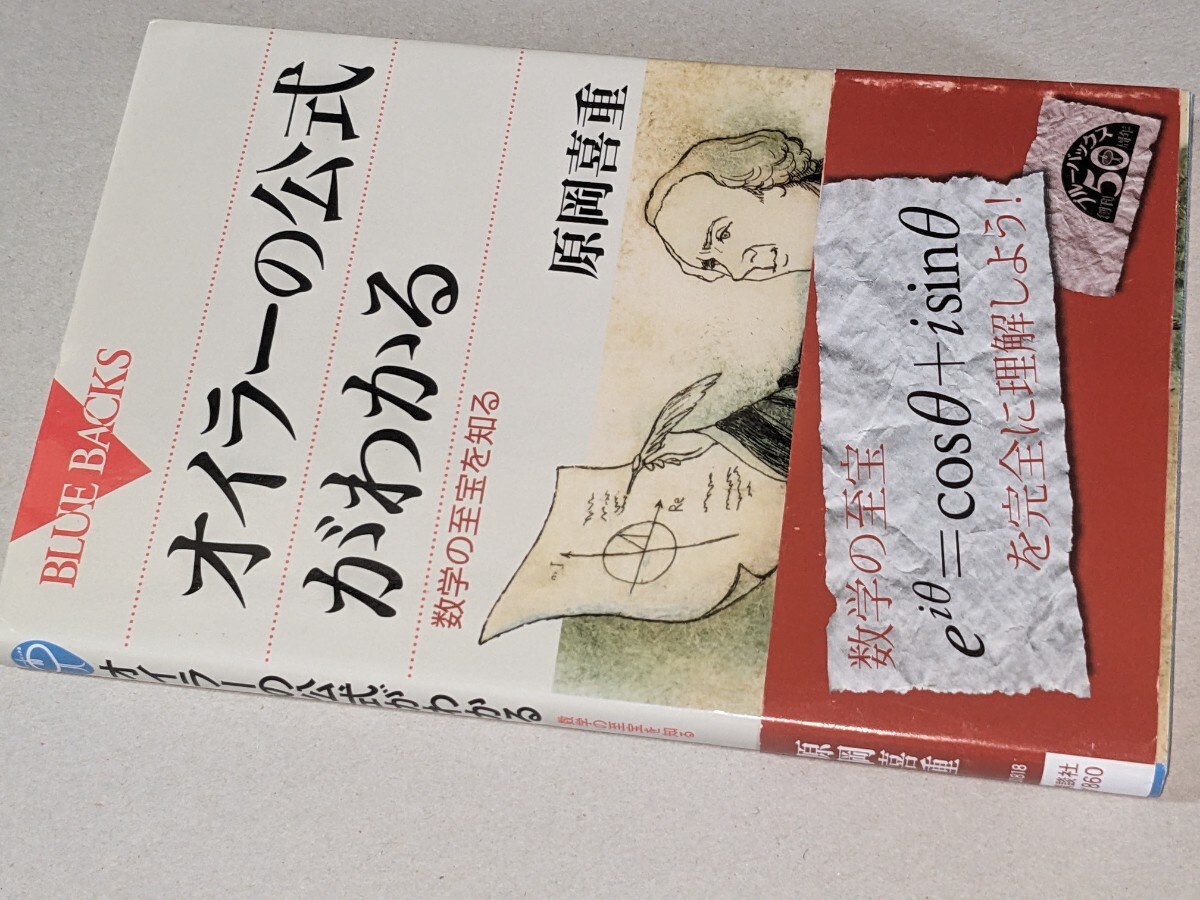 BLUE BACKS
オイラーの公式
がわかる
数学の至宝を知る
原岡喜重
Re
数学の至宝
e^{iθ}=cosθ+isinθ
を完全に理解しよう!
ブルーバックス
創刊50周年
オイラーの公式がわかる
数学の至宝を知る
原岡喜重
1818
談社
860